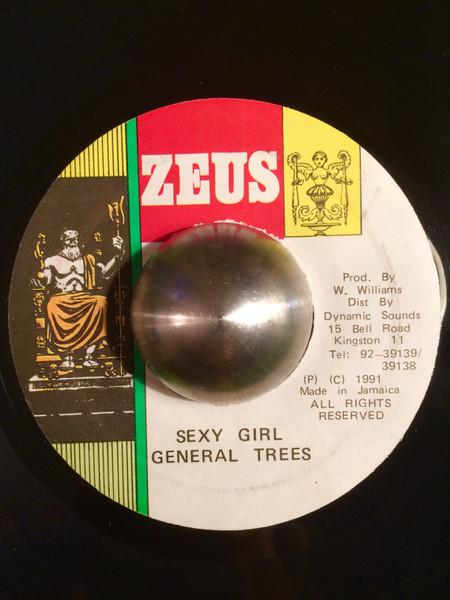 ZEUS
Prod. By
W. Williams
Dist By
Dynamic Sounds
15 Bell Road
Kingston 11
Tel: 92-39139/
39138
(P) (C) 1991
Made in Jamaica
ALL RIGHTS
RESERVED
SEXY GIRL
GENERAL TREES